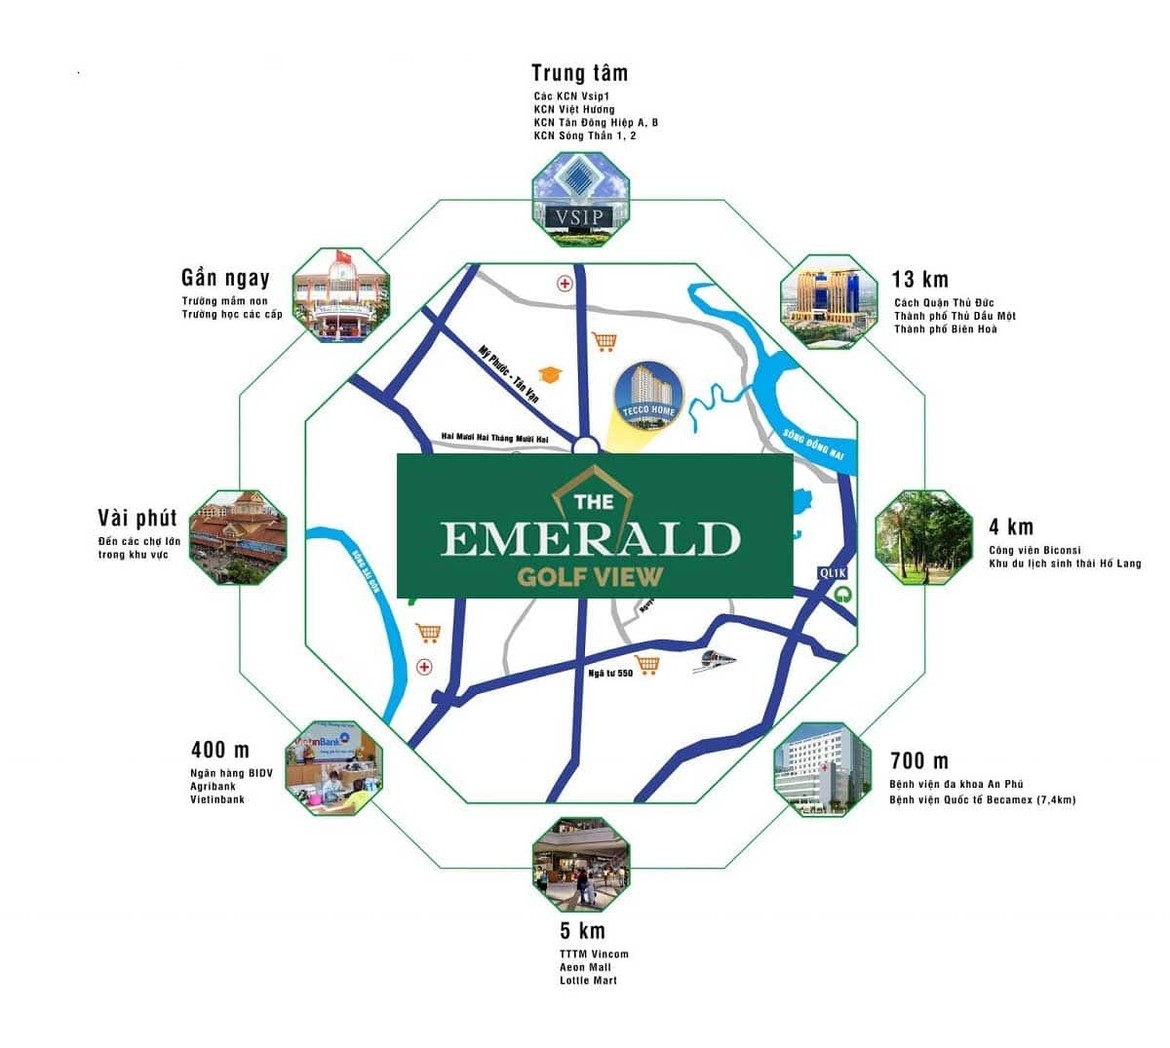 Trung tâm
Các KCN Vsip1
KCN Việt Hương
KCN Tân Đông Hiệp A, B
KCN Sóng Thần 1, 2
VSIP
Gần ngay
Trường mầm non
Trường học các cấp
13 km
Cách Quận Thủ Đức
Thành phố Thủ Dầu Một
Thành phố Biên Hoà
Mỹ Phước - Tân Vạn
TECCO HOME
Hai Mươi Hai Tháng Mười Hai
SÔNG ĐỒNG NAI
THE
EMERALD
GOLF VIEW
Vài phút
Đến các chợ lớn
trong khu vực
4 km
Công viên Biconsi
Khu du lịch sinh thái Hồ Lang
SÔNG SÀI GÒN
QL1K
Ngã tư 550
400 m
Ngân hàng BIDV
Agribank
Vietinbank
VietinBank
700 m
Bệnh viện đa khoa An Phú
Bệnh viện Quốc tế Becamex (7,4km)
5 km
TTTM Vincom
Aeon Mall
Lottle Mart